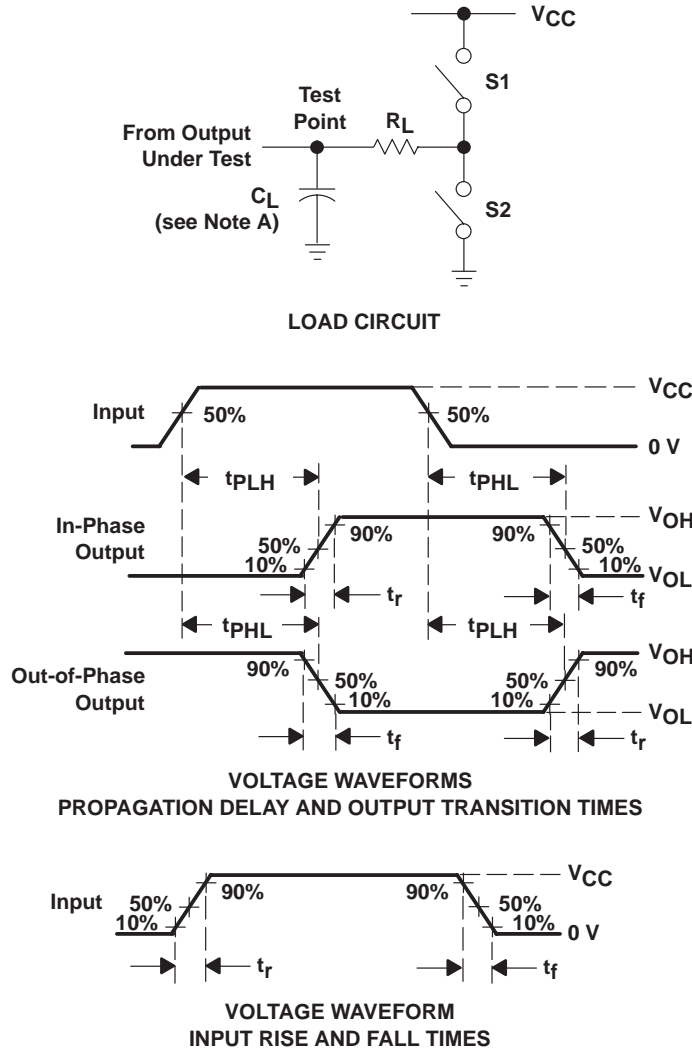 VCC
S1
Test
Point
RL
From Output
Under Test
CL
(see Note A)
S2
LOAD CIRCUIT
VCC
Input
50%
50%
0 V
tPLH
tPHL
In-Phase
Output
VOH
90%
90%
50%
50%
10%
10%
VOL
tr
tf
tPHL
tPLH
Out-of-Phase
Output
VOH
90%
90%
50%
50%
10%
10%
VOL
tf
tr
VOLTAGE WAVEFORMS
PROPAGATION DELAY AND OUTPUT TRANSITION TIMES
VCC
Input
90%
90%
50%
50%
10%
10%
0 V
tr
tf
VOLTAGE WAVEFORM
INPUT RISE AND FALL TIMES